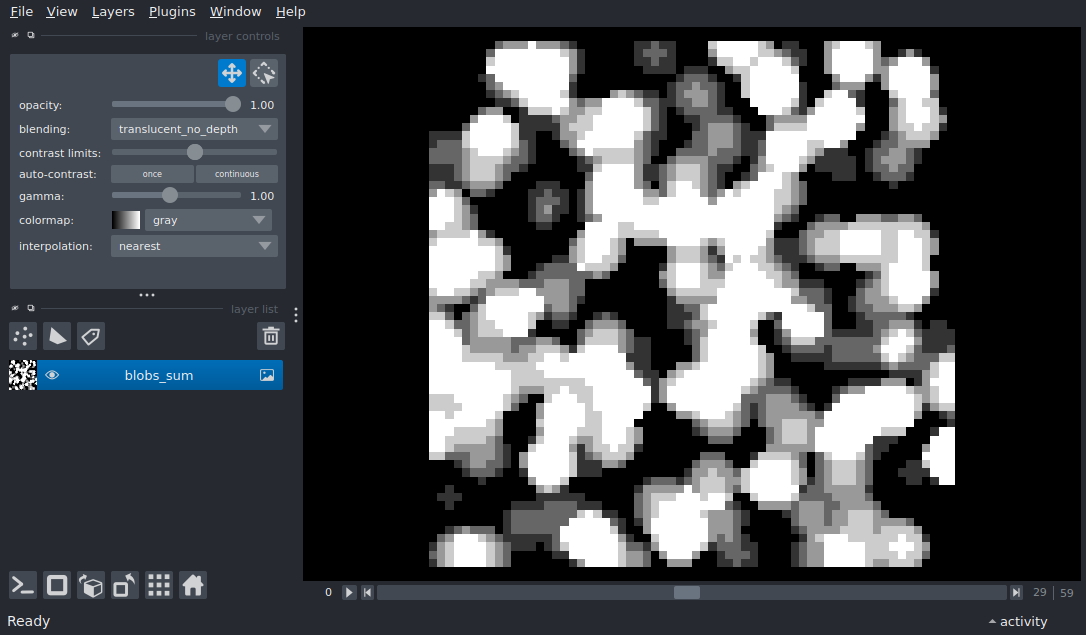 File View Layers Plugins Window Help
layer controls
opacity: 1.00
blending: translucent_no_depth
contrast limits:
auto-contrast: once continuous
gamma: 1.00
colormap: gray
interpolation: nearest
layer list
blobs_sum
0 29 59
Ready activity